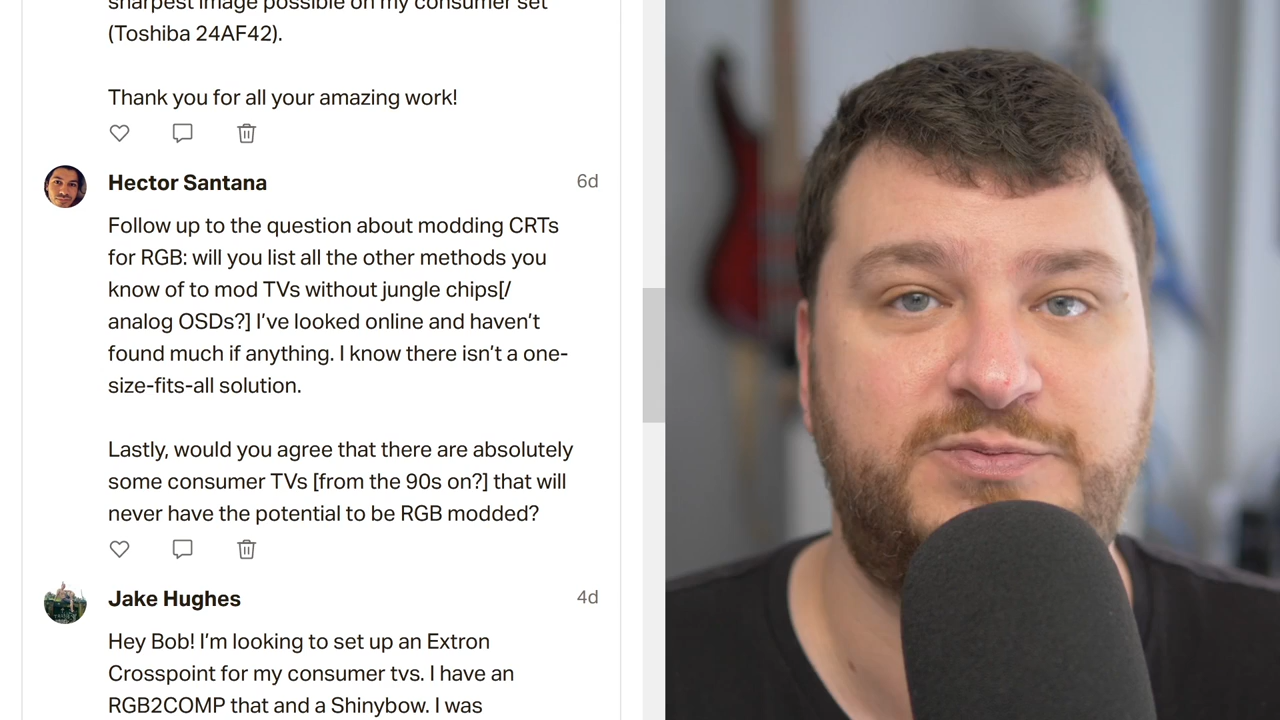 sharpest image possible on my consumer set
(Toshiba 24AF42).
Thank you for all your amazing work!
Hector Santana
6d
Follow up to the question about modding CRTs
for RGB: will you list all the other methods you
know of to mod TVs without jungle chips[/
analog OSDs?] I’ve looked online and haven’t
found much if anything. I know there isn’t a one-
size-fits-all solution.
Lastly, would you agree that there are absolutely
some consumer TVs [from the 90s on?] that will
never have the potential to be RGB modded?
Jake Hughes
4d
Hey Bob! I’m looking to set up an Extron
Crosspoint for my consumer tvs. I have an
RGB2COMP that and a Shinybow. I was